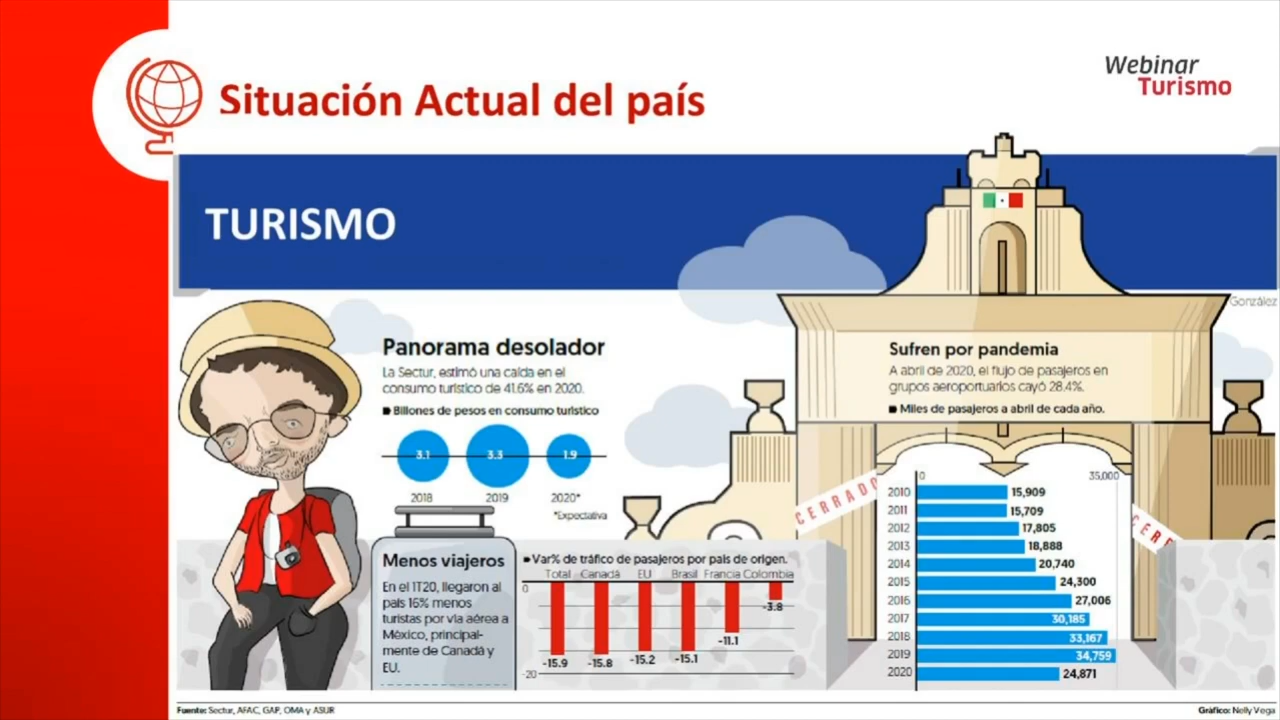 Situación Actual del país
Webinar
Turismo
TURISMO
González
Panorama desolador
La Sectur, estimó una caída en el
consumo turístico de 41.6% en 2020.
Billones de pesos en consumo turístico
3.1
3.3
1.9
2018
2019
2020*
*Expectativa
Menos viajeros
En el 1T20, llegaron al
país 16% menos
turistas por vía aérea a
México, principal-
mente de Canadá y
EU.
Var% de tráfico de pasajeros por país de origen.
Total Canadá EU Brasil Francia Colombia
0
-15.9
-15.8
-15.2
-15.1
-11.1
-3.8
-20
Sufren por pandemia
A abril de 2020, el flujo de pasajeros en
grupos aeroportuarios cayó 28.4%.
Miles de pasajeros a abril de cada año.
CERRADO
CERR
0 35,000
2010 15,909
2011 15,709
2012 17,805
2013 18,888
2014 20,740
2015 24,300
2016 27,006
2017 30,185
2018 33,167
2019 34,759
2020 24,871
Fuente: Sectur, AFAC, GAP, OMA y ASUR
Gráfico: Nelly Vega